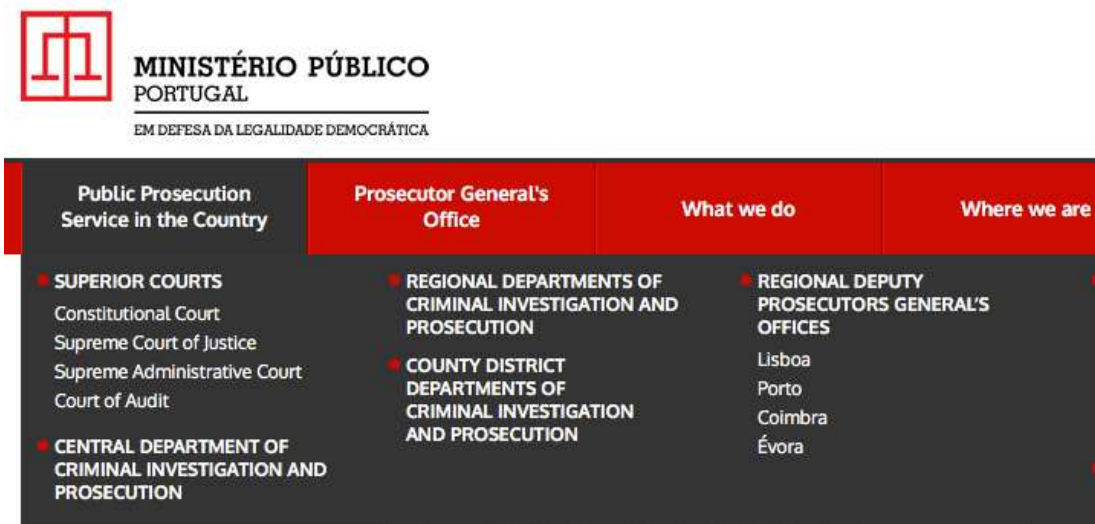 MINISTÉRIO PÚBLICO
PORTUGAL
EM DEFESA DA LEGALIDADE DEMOCRÁTICA
Public Prosecution
Service in the Country
Prosecutor General's
Office
What we do
Where we are
SUPERIOR COURTS
Constitutional Court
Supreme Court of Justice
Supreme Administrative Court
Court of Audit
CENTRAL DEPARTMENT OF
CRIMINAL INVESTIGATION AND
PROSECUTION
REGIONAL DEPARTMENTS OF
CRIMINAL INVESTIGATION AND
PROSECUTION
COUNTY DISTRICT
DEPARTMENTS OF
CRIMINAL INVESTIGATION
AND PROSECUTION
REGIONAL DEPUTY
PROSECUTORS GENERAL'S
OFFICES
Lisboa
Porto
Coimbra
Évora